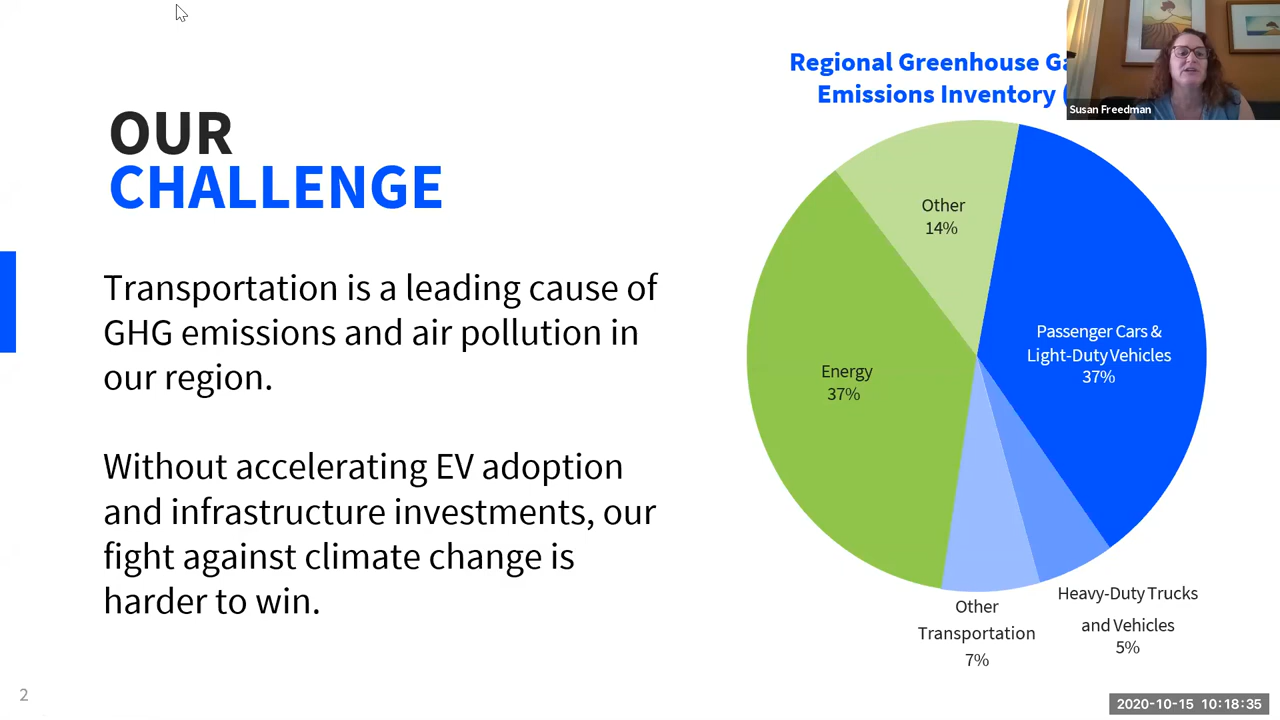 OUR
CHALLENGE
Transportation is a leading cause of
GHG emissions and air pollution in
our region.
Without accelerating EV adoption
and infrastructure investments, our
fight against climate change is
harder to win.
2
Regional Greenhouse
Emissions Inventory (
Susan Freedman
Other
14%
Passenger Cars &
Light-Duty Vehicles
37%
Energy
37%
Heavy-Duty Trucks
and Vehicles
5%
Other
Transportation
7%
2020-10-15 10:18:35